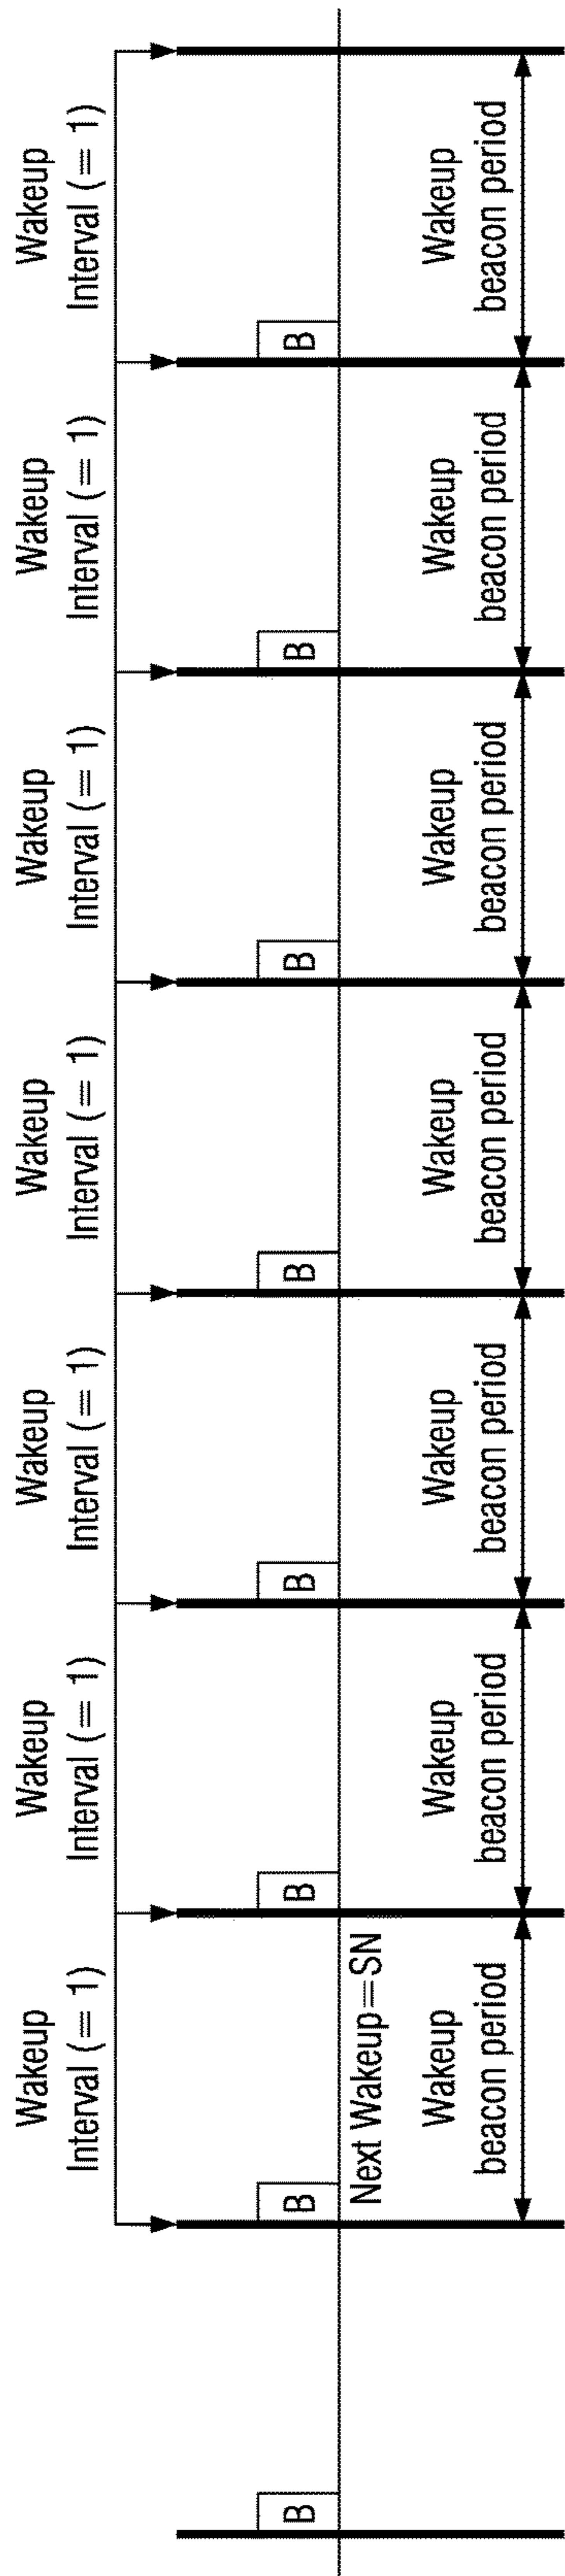 Wakeup
Interval (= 1)
Wakeup
Interval (= 1)
Wakeup
Interval (= 1)
Wakeup
Interval (= 1)
Wakeup
Interval (= 1)
Wakeup
Interval (= 1)
Wakeup
Interval (= 1)
B
B
B
B
B
B
B
B
Next Wakeup=SN
Wakeup
beacon period
Wakeup
beacon period
Wakeup
beacon period
Wakeup
beacon period
Wakeup
beacon period
Wakeup
beacon period
Wakeup
beacon period